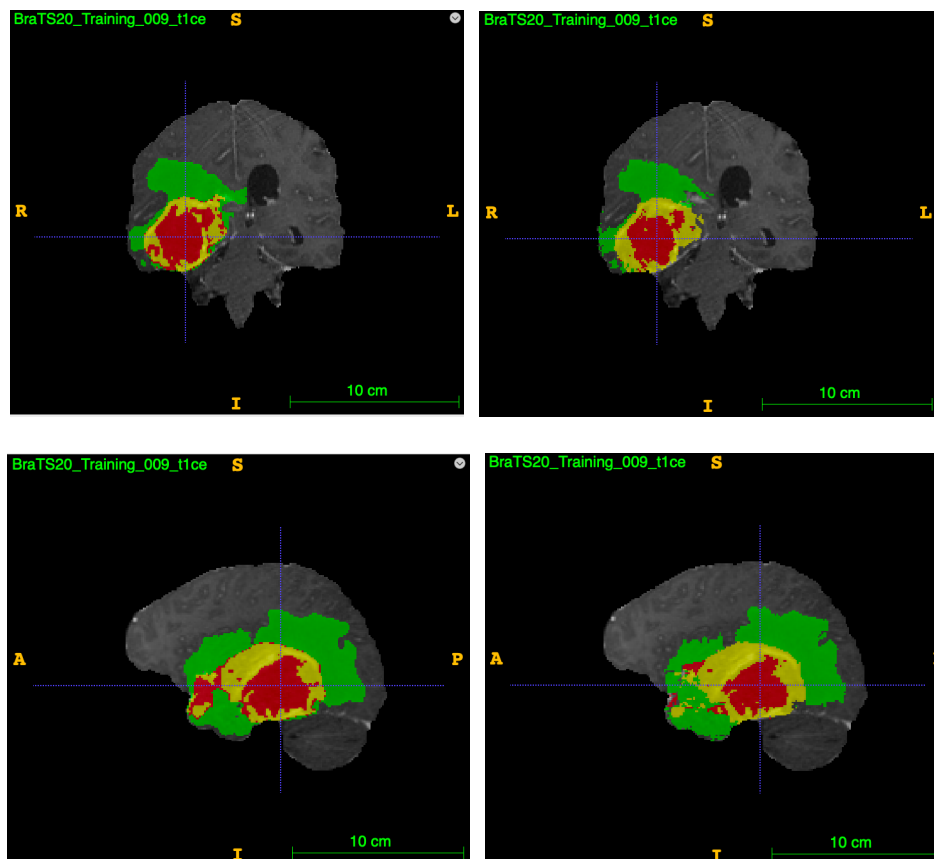 BraTS20_Training_009_t1ce S
R L
10 cm
I
BraTS20_Training_009_t1ce S
R L
10 cm
I
BraTS20_Training_009_t1ce S
A P
10 cm
I
BraTS20_Training_009_t1ce S
A
10 cm
I